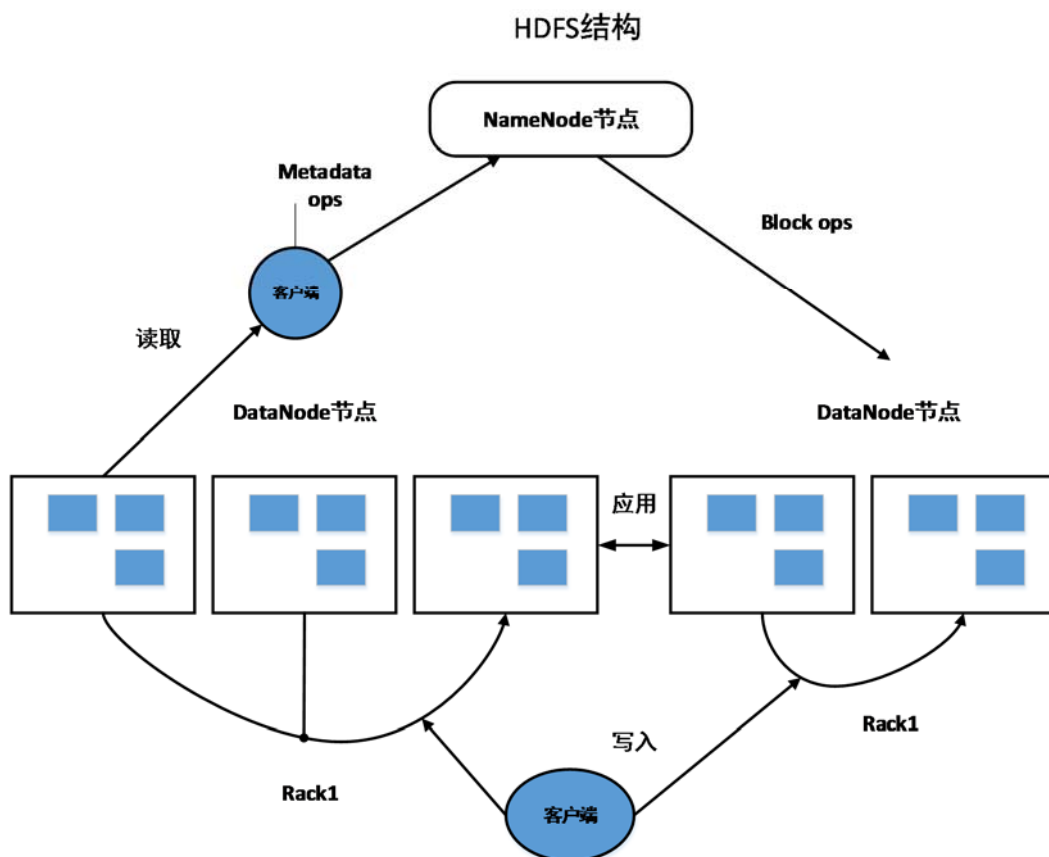 HDFS结构
NameNode节点
Metadata
ops
Block ops
客户端
读取
DataNode节点
DataNode节点
应用
Rack1
写入
Rack1
客户端